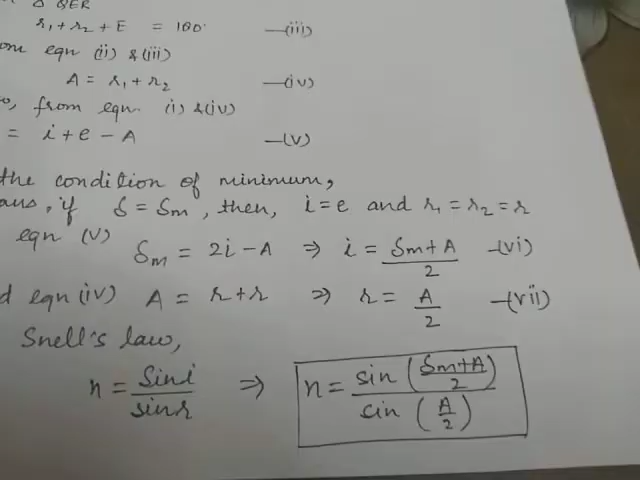 Δ QER
r₁ + r₂ + E = 180° —(iii)
eqn (ii) & (iii)
A = r₁ + r₂ —(iv)
from eqn. (i) & (iv)
= i + e − A —(v)
the condition of minimum,
if δ = δm, then, i = e and r₁ = r₂ = r
eqn (v) δm = 2i − A ⇒ i = δm + A / 2 —(vi)
eqn (iv) A = r + r ⇒ r = A / 2 —(vii)
Snell's law,
n = Sin i / sin r ⇒ n = sin (δm + A / 2) / sin (A / 2)